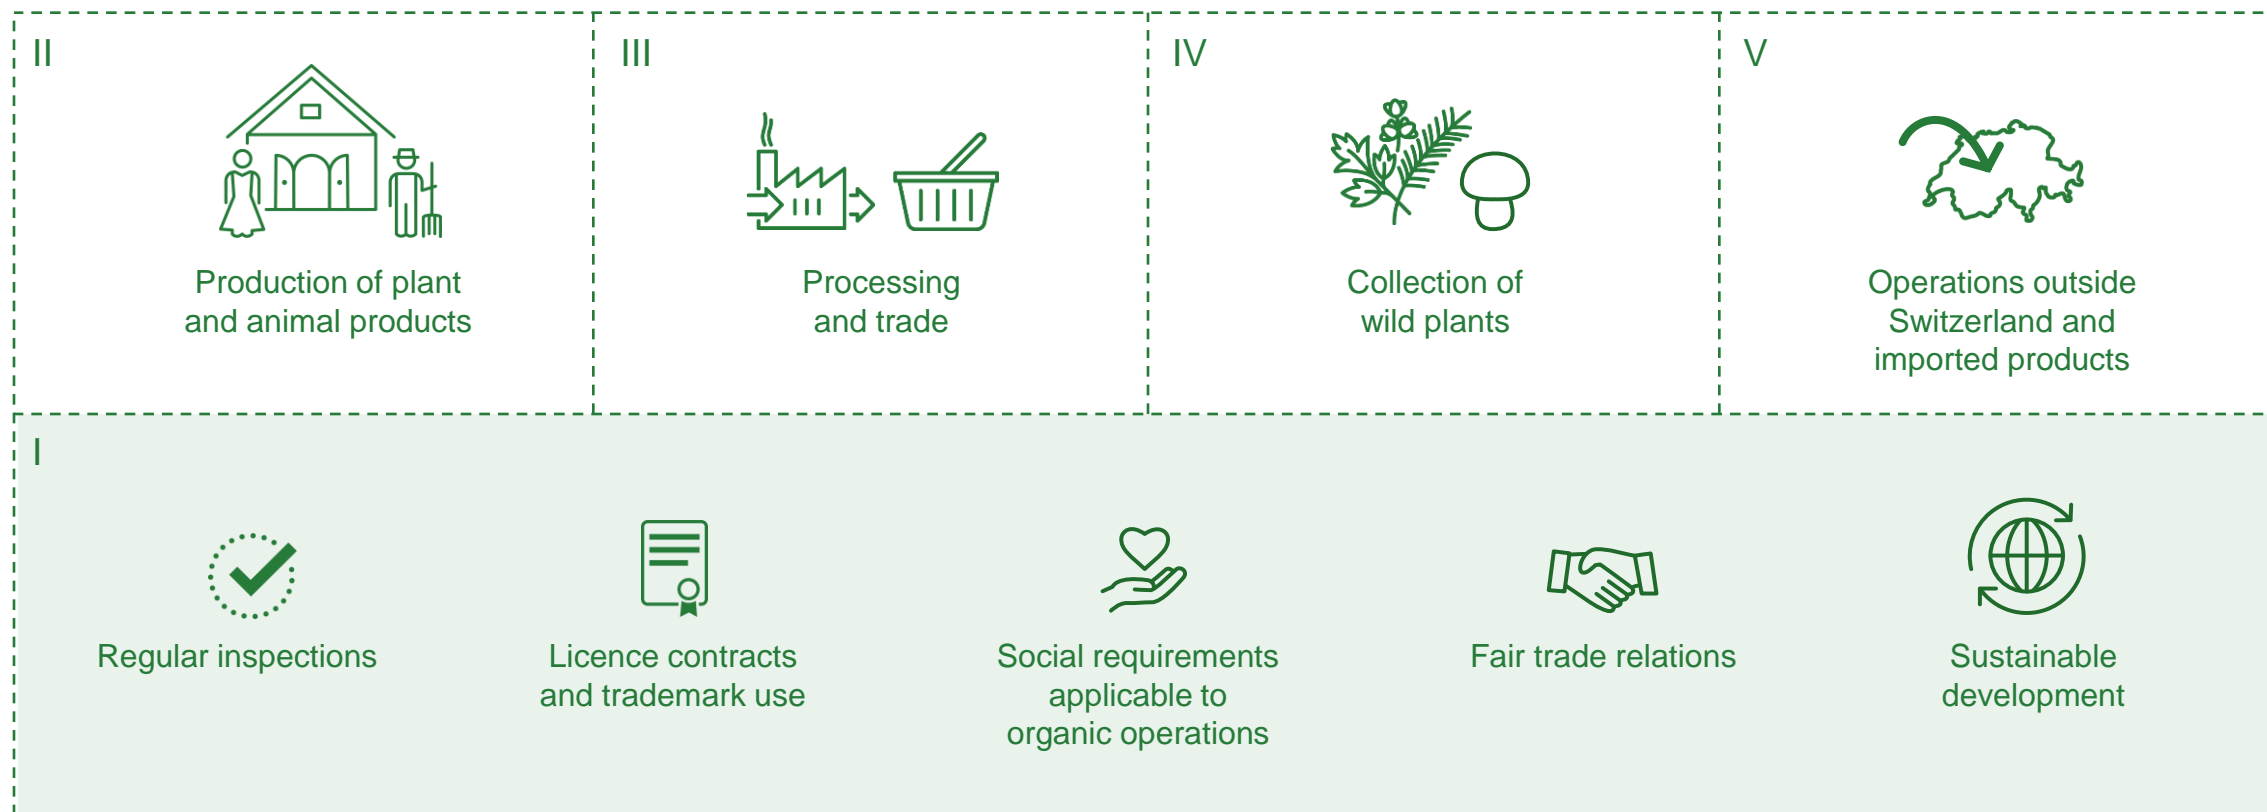 II
Production of plant
and animal products
III
Processing
and trade
IV
Collection of
wild plants
V
Operations outside
Switzerland and
imported products
I
Regular inspections
Licence contracts
and trademark use
Social requirements
applicable to
organic operations
Fair trade relations
Sustainable
development